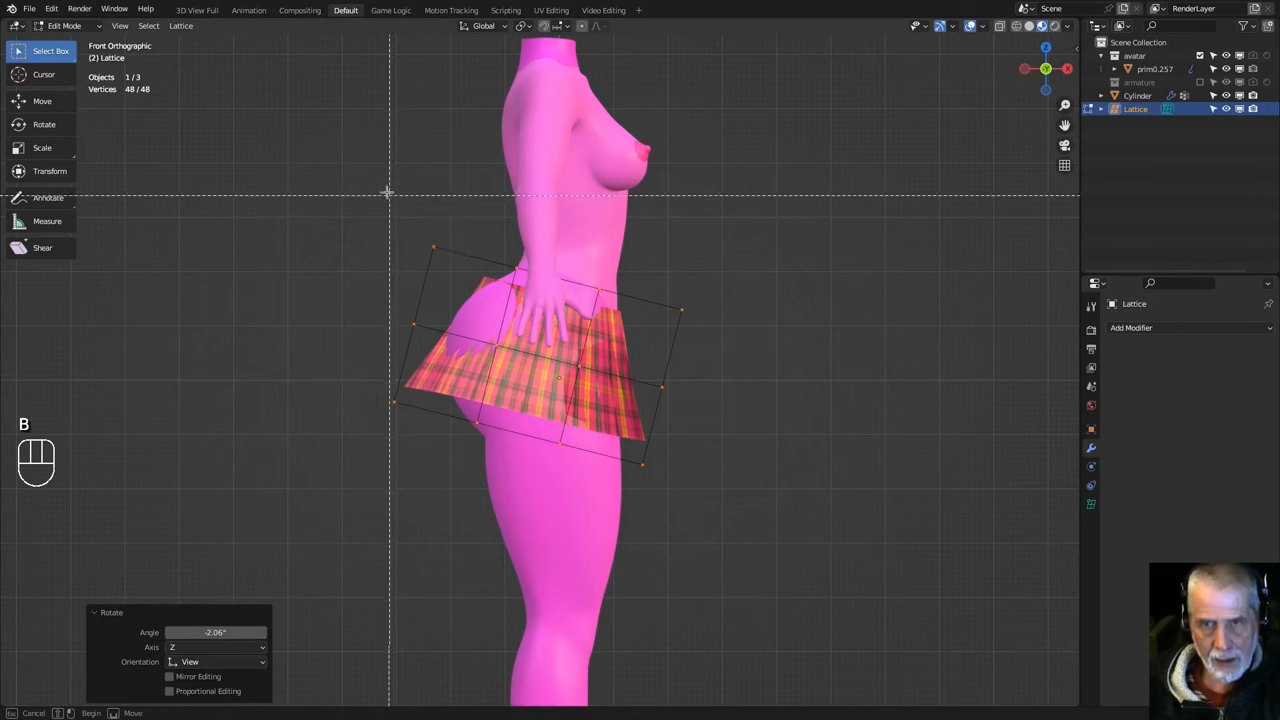 File Edit Render Window Help 3D View Full Animation Compositing Default Game Logic Motion Tracking Scripting UV Editing Video Editing Scene RenderLayer
Edit Mode View Select Lattice Global
Select Box
Cursor
Move
Rotate
Scale
Transform
Annotate
Measure
Shear
Front Orthographic
(2) Lattice
Objects 1 / 3
Vertices 48 / 48
Scene Collection
avatar
prim0.257
armature
Cylinder
Lattice
Lattice
Add Modifier
B
Rotate
Angle -2.06°
Axis Z
Orientation View
Mirror Editing
Proportional Editing
Cancel Begin Move